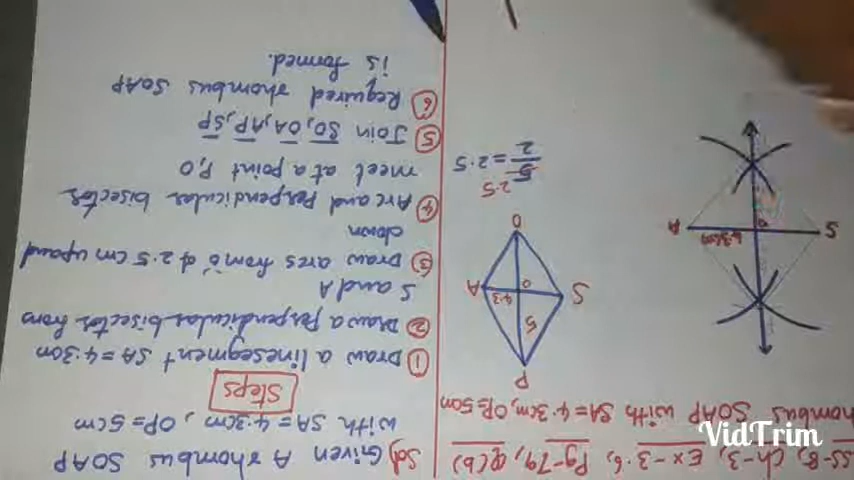 ss-8, Ch-3, Ex-3.6, Pg-79, Q(b)
hombus SOAP with SA=4.3cm, OP=5cm
Sol) Given A rhombus SOAP
with SA=4.3cm, OP=5cm
Steps
① Draw a linesegment SA=4.3cm
② Draw a perpendicular bisector from
S and A
③ Draw arcs from o d 2.5cm up and
down
④ Arc and perpendicular bisector
meet at a point P,O
⑤ Join SO, OA, AP, SP
⑥ Required rhombus SOAP
is formed.
P
5
S
o
4.3
A
O
2.5
5/2 = 2.5
S
o
4.3cm
A
VidTrim